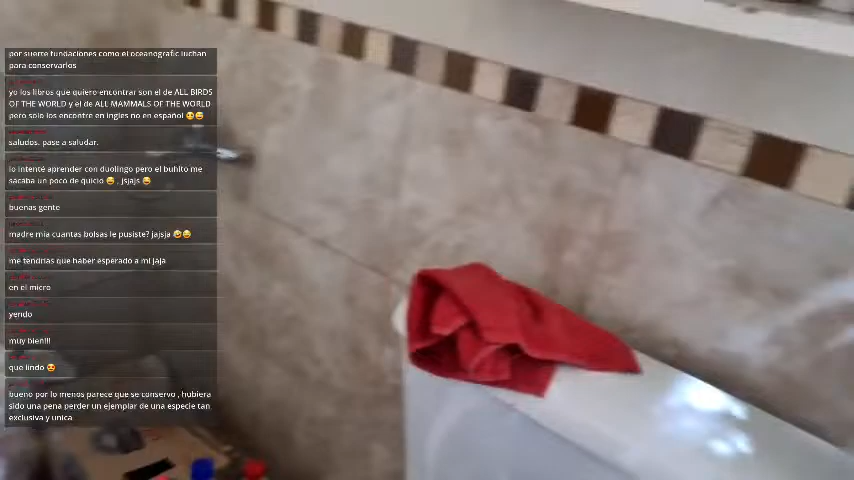 por suerte fundaciones como el oceanografic luchan
para conservarlos
yo los libros que quiero encontrar son el de ALL BIRDS
OF THE WORLD y el de ALL MAMMALS OF THE WORLD
pero solo los encontre en ingles no en español 🥲😅
saludos. pase a saludar.
lo intenté aprender con duolingo pero el buhito me
sacaba un poco de quicio 😅 , jsjajs 😂
buenas gente
madre mia cuantas bolsas le pusiste? jajsja 🤣😂
me tendrias que haber esperado a mi jaja
en el micro
yendo
muy bien!!!
que lindo 😍
bueno por lo menos parece que se conservo , hubiera
sido una pena perder un ejemplar de una especie tan
exclusiva y unica